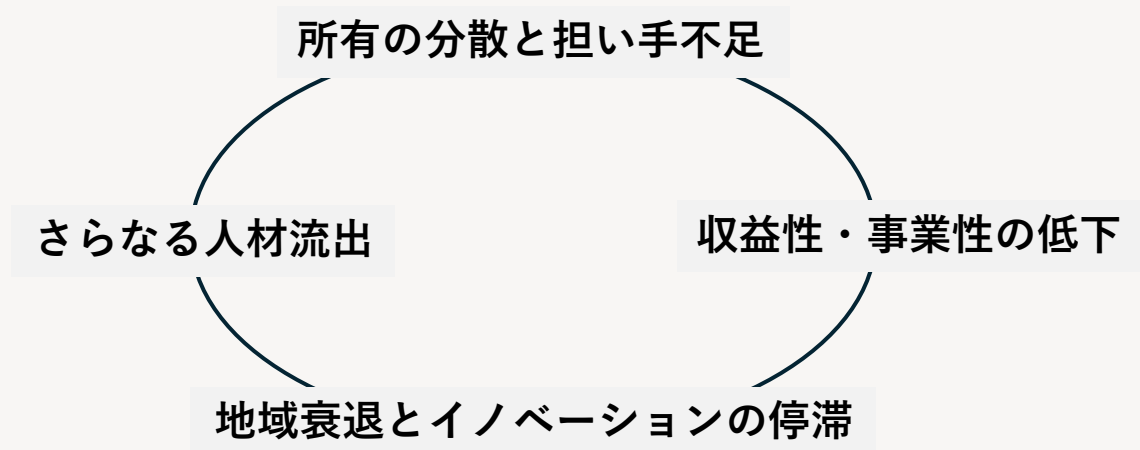 所有の分散と担い手不足
さらなる人材流出
収益性・事業性の低下
地域衰退とイノベーションの停滞